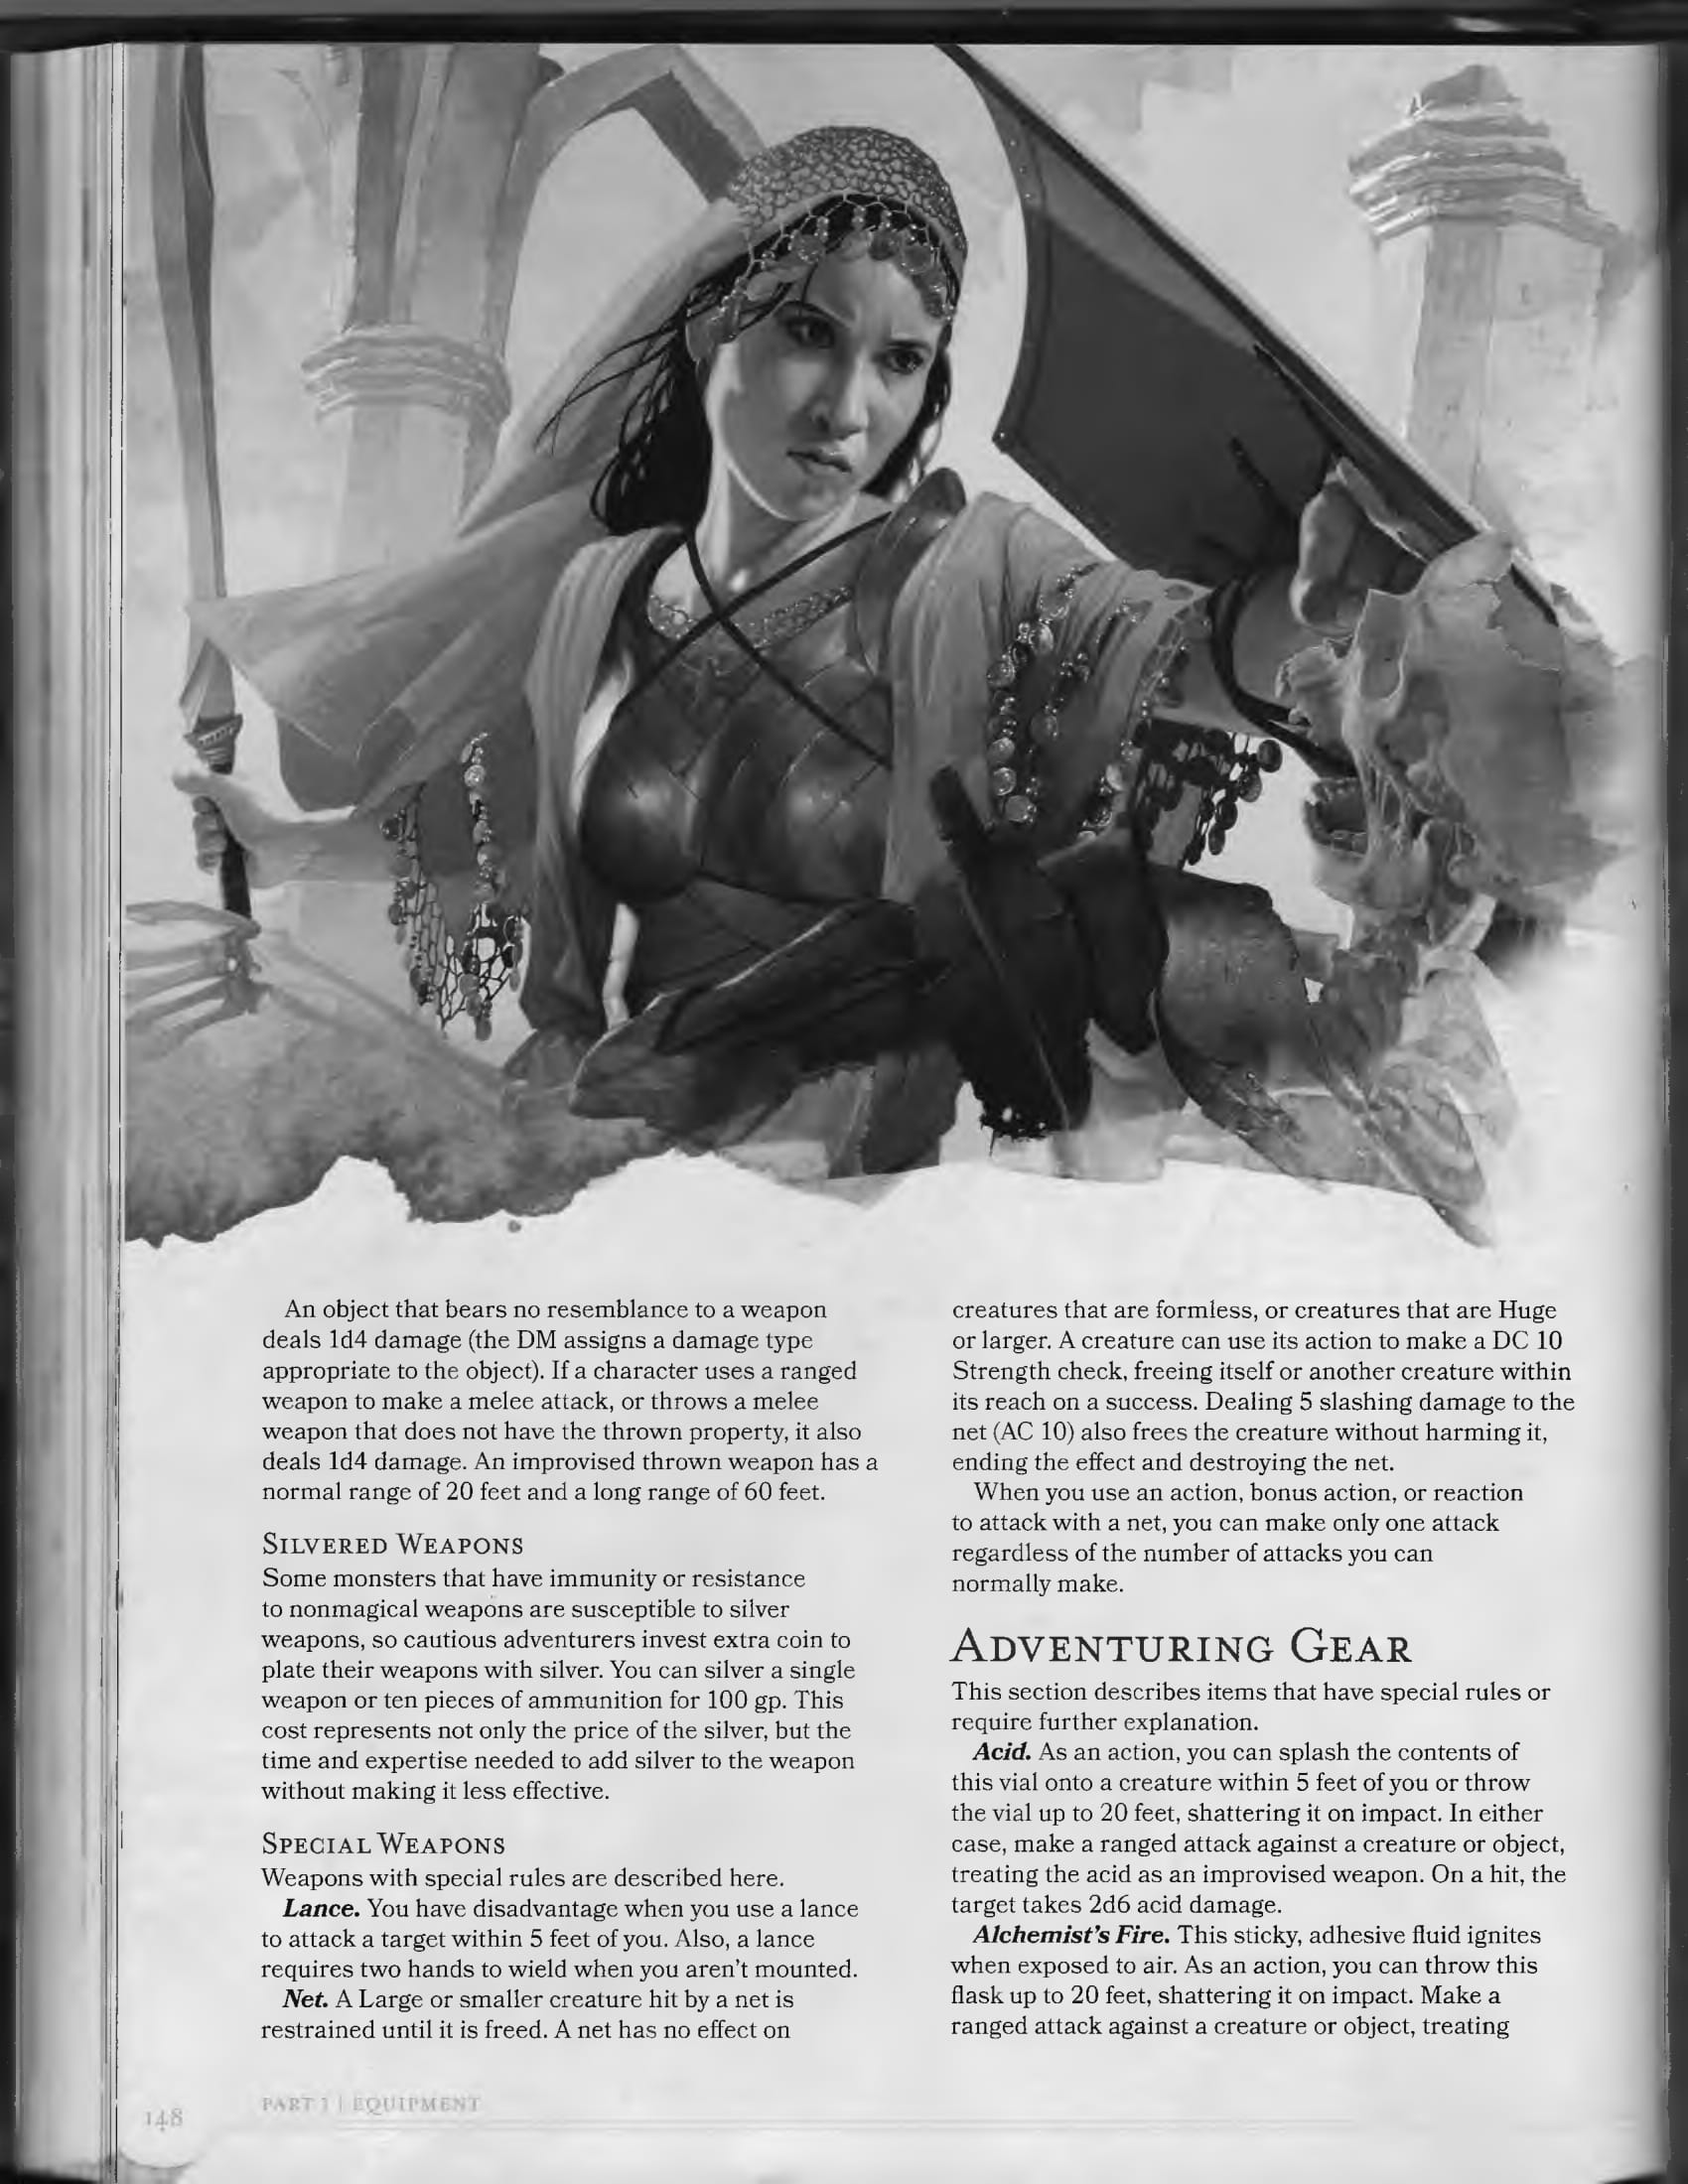 An object that bears no resemblance to a weapon
deals 1d4 damage (the DM assigns a damage type
appropriate to the object). If a character uses a ranged
weapon to make a melee attack, or throws a melee
weapon that does not have the thrown property, it also
deals 1d4 damage. An improvised thrown weapon has a
normal range of 20 feet and a long range of 60 feet.
SILVERED WEAPONS
Some monsters that have immunity or resistance
to nonmagical weapons are susceptible to silver
weapons, so cautious adventurers invest extra coin to
plate their weapons with silver. You can silver a single
weapon or ten pieces of ammunition for 100 gp. This
cost represents not only the price of the silver, but the
time and expertise needed to add silver to the weapon
without making it less effective.
SPECIAL WEAPONS
Weapons with special rules are described here.
Lance. You have disadvantage when you use a lance
to attack a target within 5 feet of you. Also, a lance
requires two hands to wield when you aren't mounted.
Net. A Large or smaller creature hit by a net is
restrained until it is freed. A net has no effect on
creatures that are formless, or creatures that are Huge
or larger. A creature can use its action to make a DC 10
Strength check, freeing itself or another creature within
its reach on a success. Dealing 5 slashing damage to the
net (AC 10) also frees the creature without harming it,
ending the effect and destroying the net.
When you use an action, bonus action, or reaction
to attack with a net, you can make only one attack
regardless of the number of attacks you can
normally make.
ADVENTURING GEAR
This section describes items that have special rules or
require further explanation.
Acid. As an action, you can splash the contents of
this vial onto a creature within 5 feet of you or throw
the vial up to 20 feet, shattering it on impact. In either
case, make a ranged attack against a creature or object,
treating the acid as an improvised weapon. On a hit, the
target takes 2d6 acid damage.
Alchemist's Fire. This sticky, adhesive fluid ignites
when exposed to air. As an action, you can throw this
flask up to 20 feet, shattering it on impact. Make a
ranged attack against a creature or object, treating
148
PART 1 | EQUIPMENT